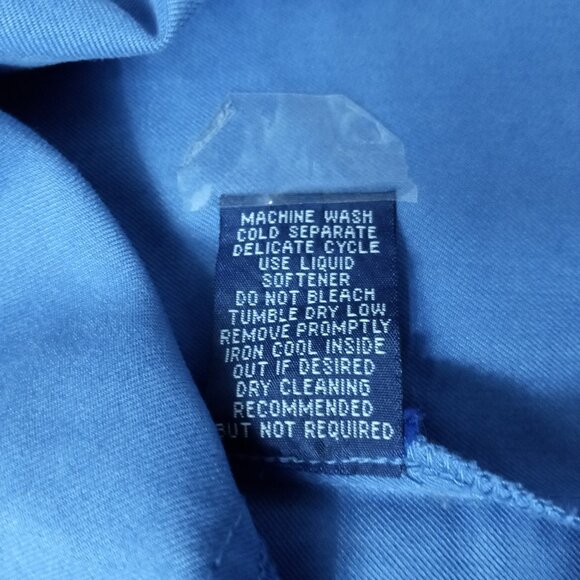 MACHINE WASH
COLD SEPARATE
DELICATE CYCLE
USE LIQUID
SOFTENER
DO NOT BLEACH
TUMBLE DRY LOW
REMOVE PROMPTLY
IRON COOL INSIDE
OUT IF DESIRED
DRY CLEANING
RECOMMENDED
BUT NOT REQUIRED